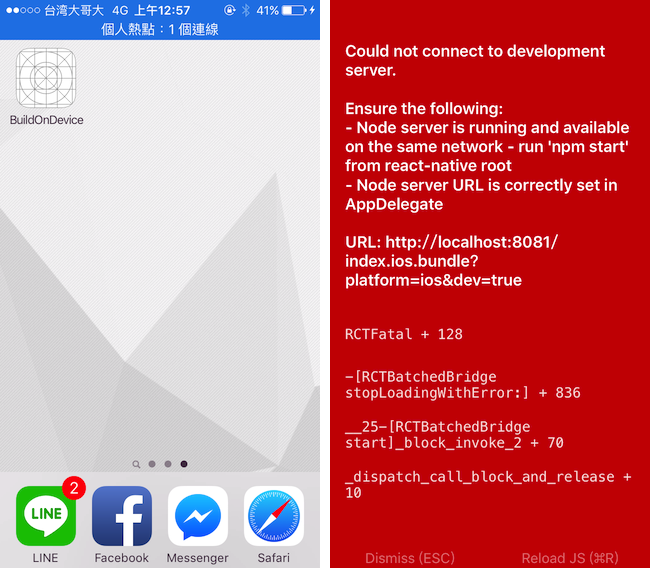 台湾大哥大 4G 上午12:57 41%
個人熱點：1 個連線
BuildOnDevice
2
LINE
LINE Facebook Messenger Safari
Could not connect to development
server.
Ensure the following:
- Node server is running and available
on the same network - run 'npm start'
from react-native root
- Node server URL is correctly set in
AppDelegate
URL: http://localhost:8081/
index.ios.bundle?
platform=ios&dev=true
RCTFatal + 128
-[RCTBatchedBridge
stopLoadingWithError:] + 836
__25-[RCTBatchedBridge
start]_block_invoke_2 + 70
_dispatch_call_block_and_release +
10
Dismiss (ESC) Reload JS (⌘R)